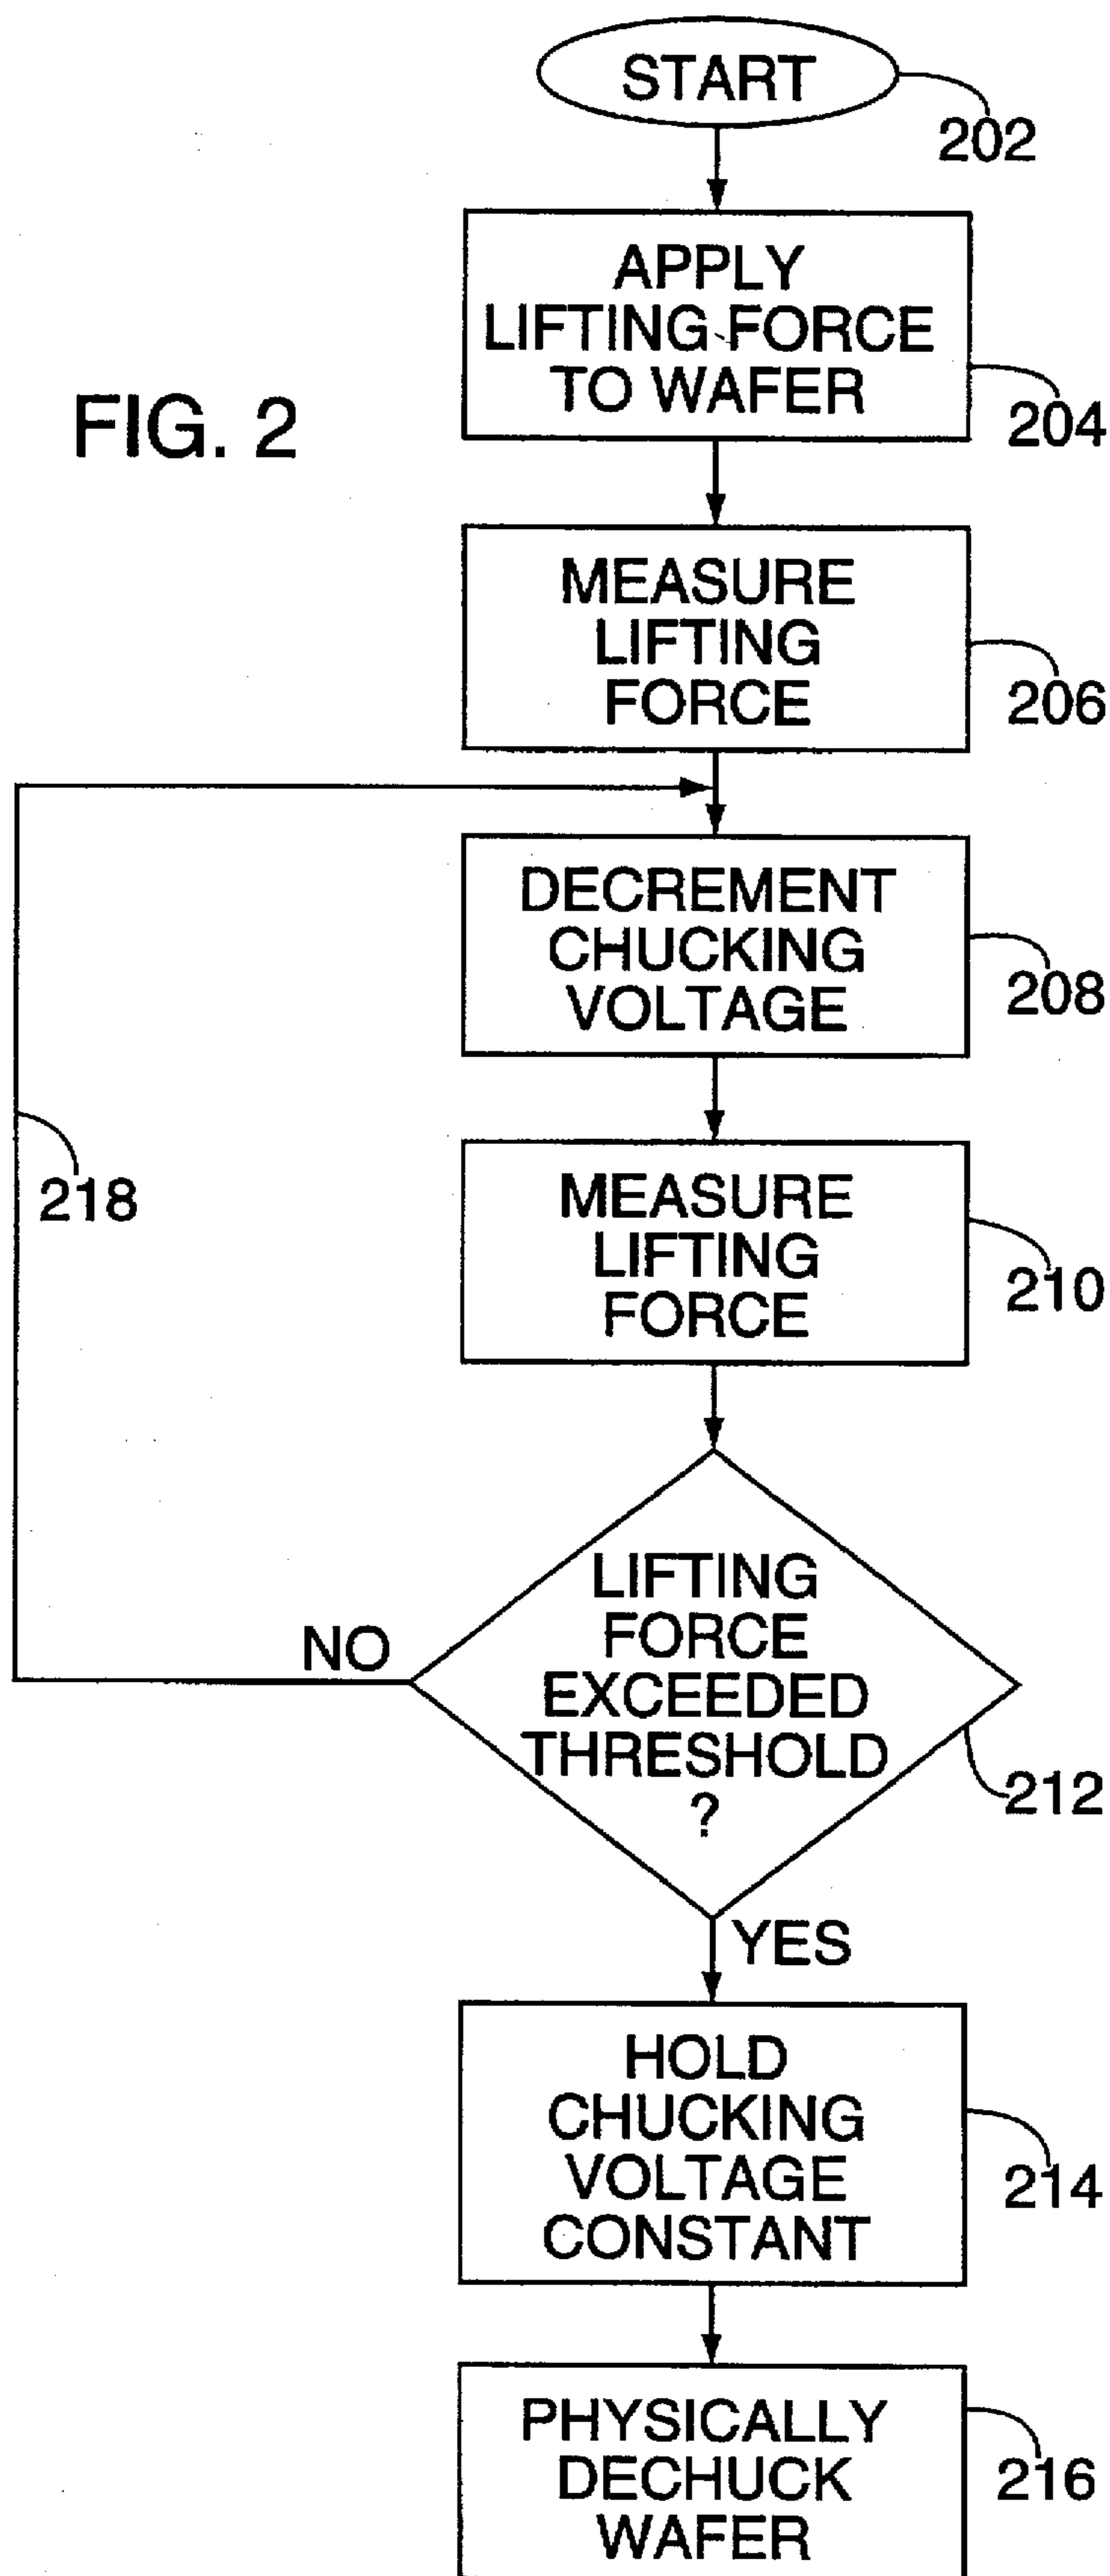 START
202
APPLY
LIFTING FORCE
TO WAFER
204
FIG. 2
MEASURE
LIFTING
FORCE
206
DECREMENT
CHUCKING
VOLTAGE
208
218
MEASURE
LIFTING
FORCE
210
LIFTING
FORCE
EXCEEDED
THRESHOLD
?
NO
212
YES
HOLD
CHUCKING
VOLTAGE
CONSTANT
214
PHYSICALLY
DECHUCK
WAFER
216